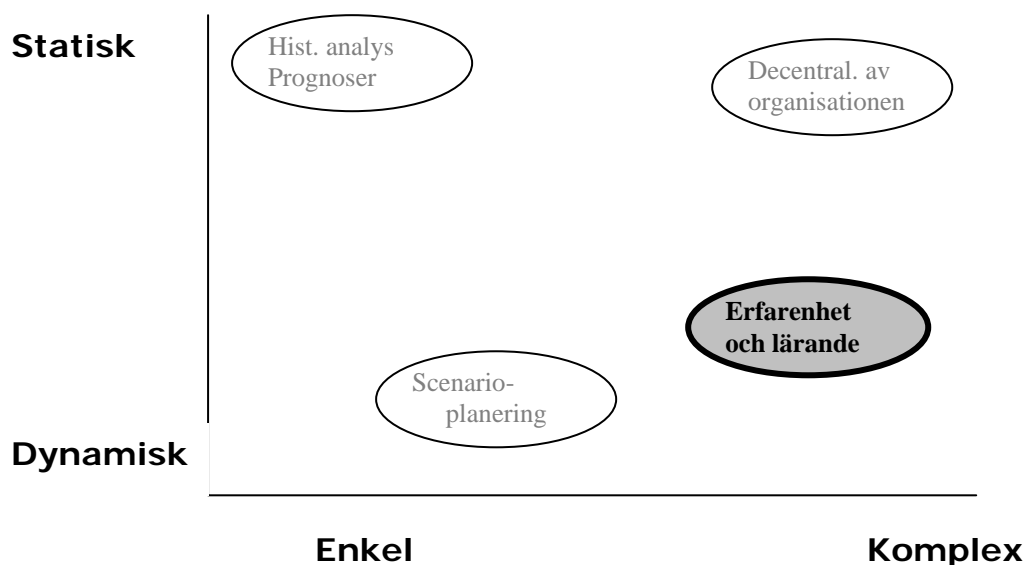 Statisk
Hist. analys
Prognoser
Decentral. av
organisationen
Erfarenhet
och lärande
Scenario-
planering
Dynamisk
Enkel
Komplex